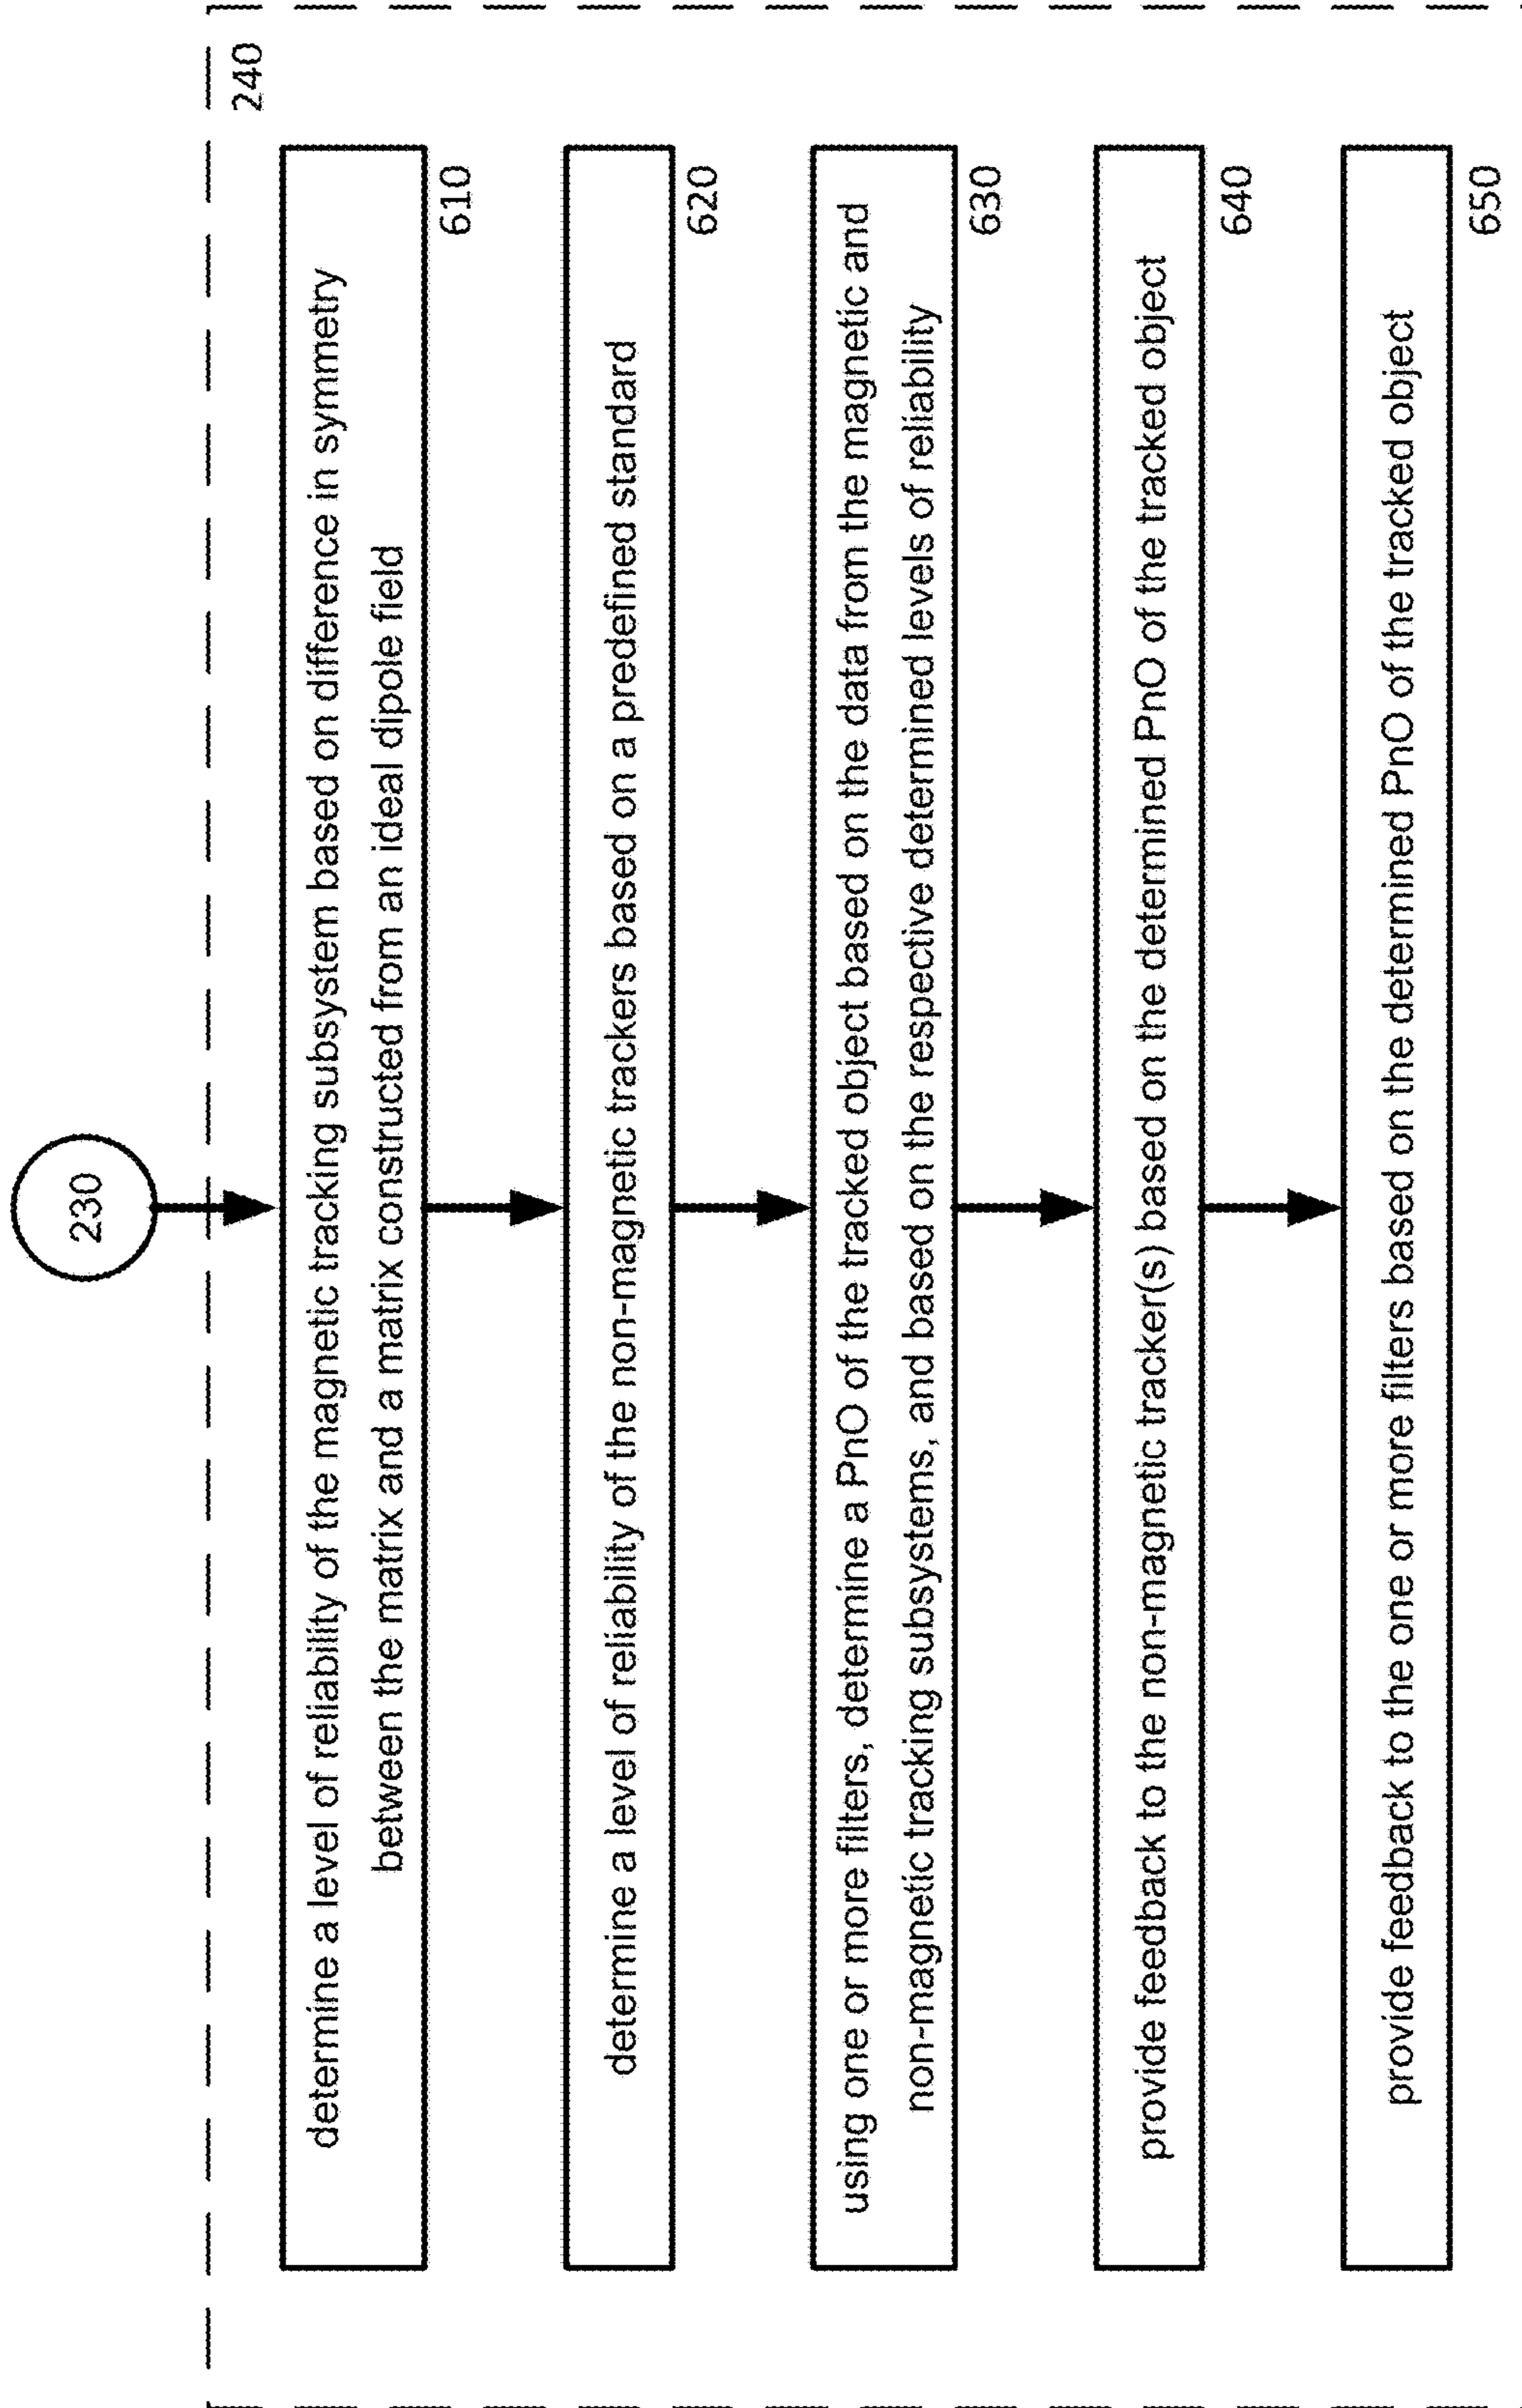 230
240
determine a level of reliability of the magnetic tracking subsystem based on difference in symmetry
between the matrix and a matrix constructed from an ideal dipole field
610
determine a level of reliability of the non-magnetic trackers based on a predefined standard
620
using one or more filters, determine a PnO of the tracked object based on the data from the magnetic and
non-magnetic tracking subsystems, and based on the respective determined levels of reliability
630
provide feedback to the non-magnetic tracker(s) based on the determined PnO of the tracked object
640
provide feedback to the one or more filters based on the determined PnO of the tracked object
650